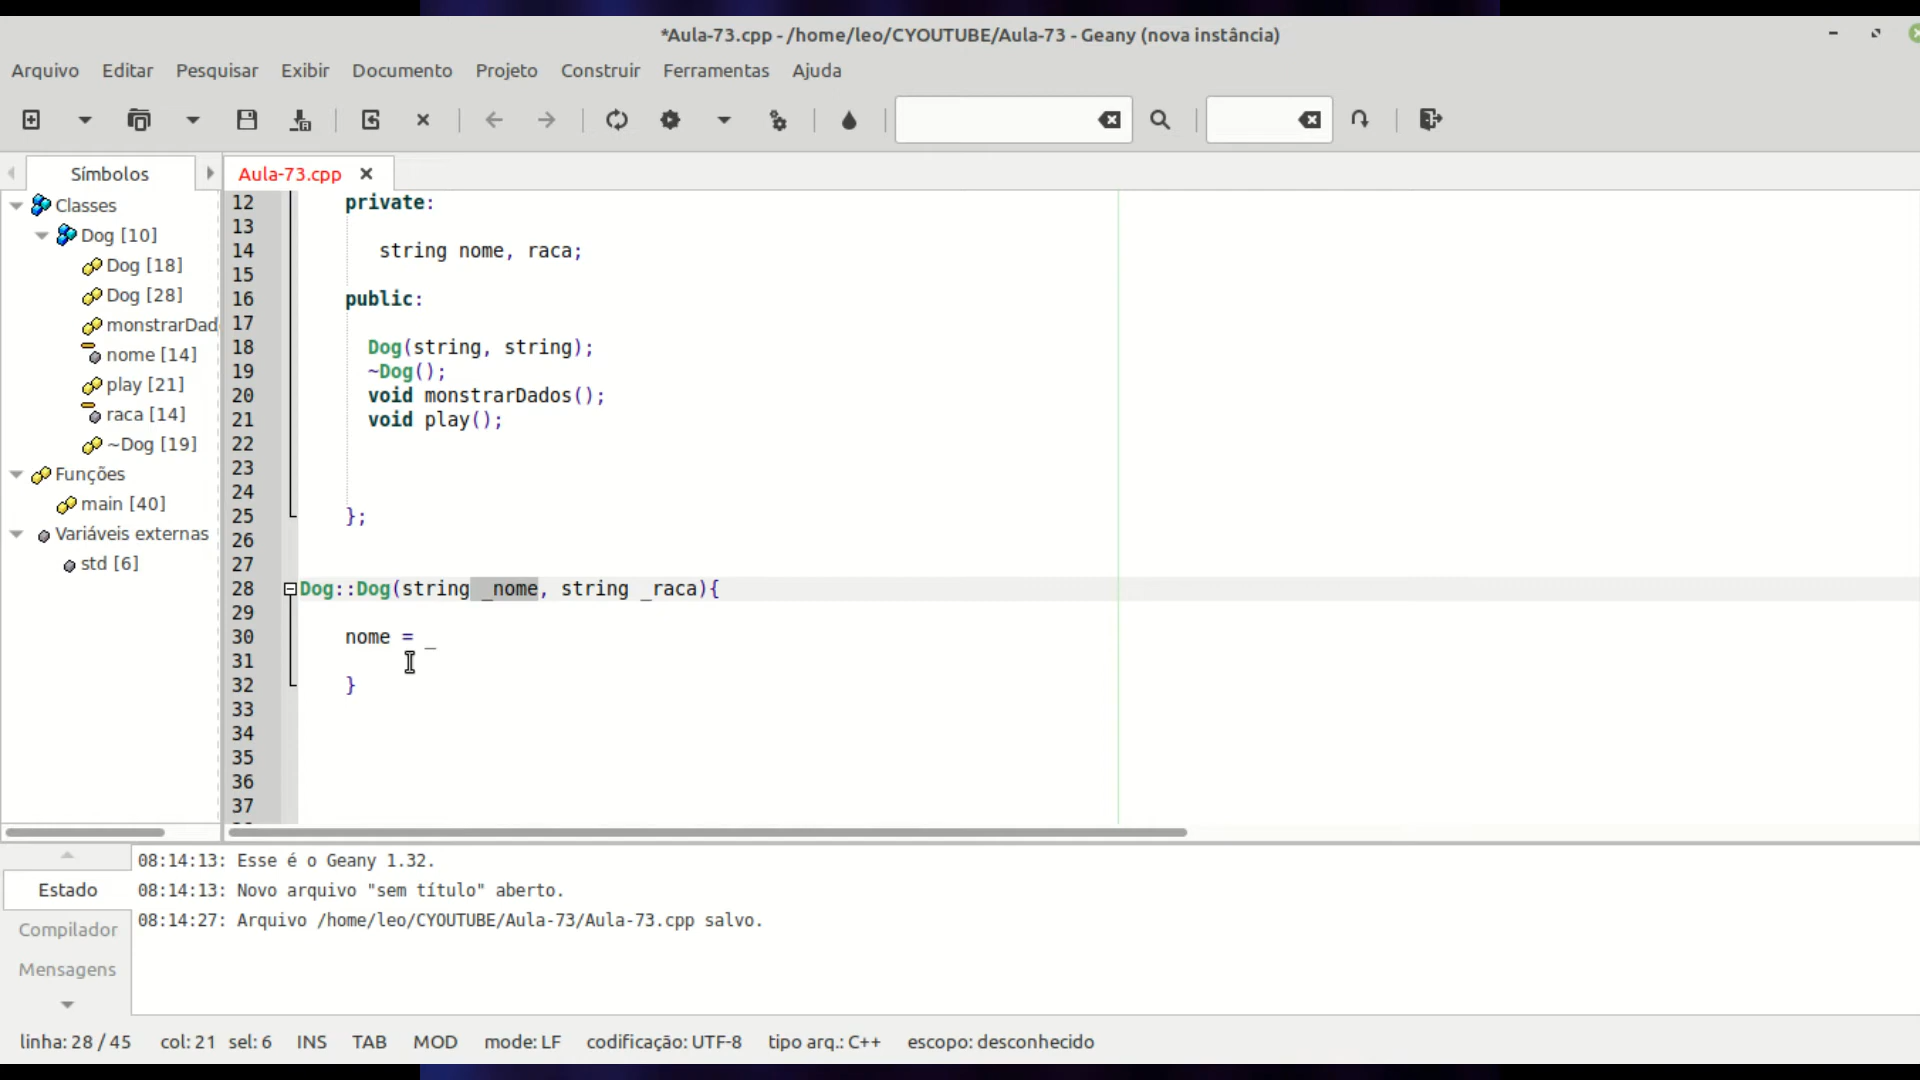 *Aula-73.cpp - /home/leo/CYOUTUBE/Aula-73 - Geany (nova instância)
Arquivo Editar Pesquisar Exibir Documento Projeto Construir Ferramentas Ajuda
Símbolos
Classes
Dog [10]
Dog [18]
Dog [28]
monstrarDad
nome [14]
play [21]
raca [14]
~Dog [19]
Funções
main [40]
Variáveis externas
std [6]
Aula-73.cpp
12 private:
13
14 string nome, raca;
15
16 public:
17
18 Dog(string, string);
19 ~Dog();
20 void monstrarDados();
21 void play();
22
23
24
25 };
26
27
28 Dog::Dog(string _nome, string _raca){
29
30 nome = _
31
32 }
33
34
35
36
37
Estado
Compilador
Mensagens
08:14:13: Esse é o Geany 1.32.
08:14:13: Novo arquivo "sem título" aberto.
08:14:27: Arquivo /home/leo/CYOUTUBE/Aula-73/Aula-73.cpp salvo.
linha: 28 / 45 col: 21 sel: 6 INS TAB MOD mode: LF codificação: UTF-8 tipo arq.: C++ escopo: desconhecido